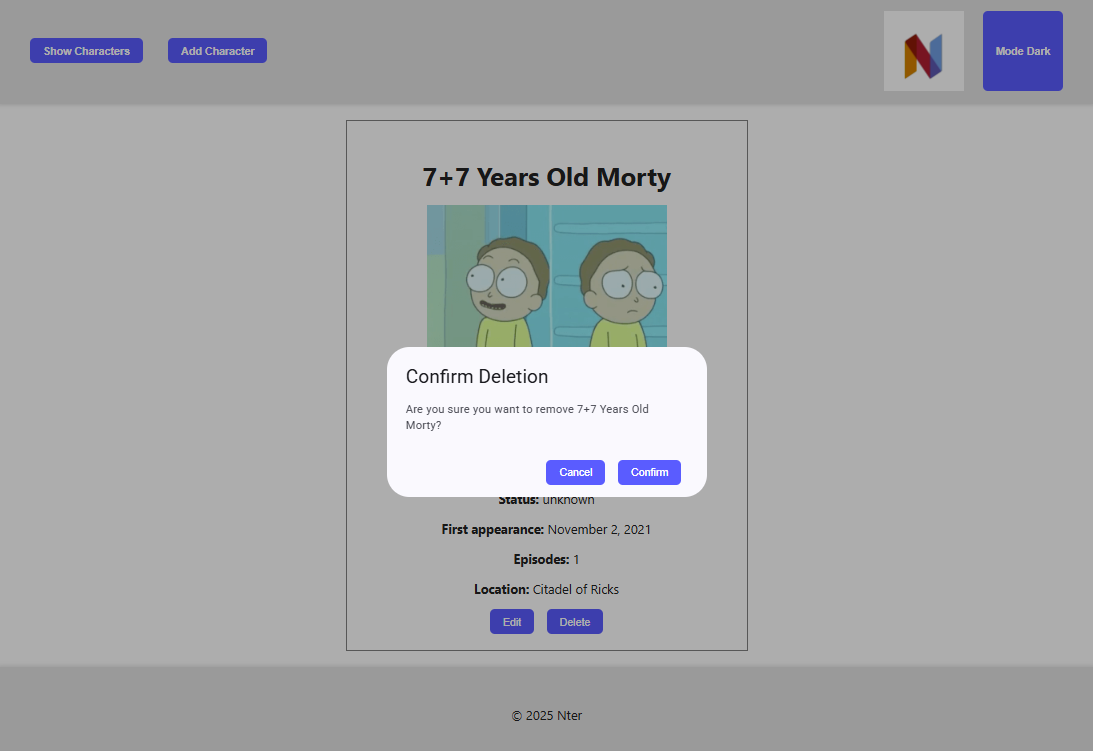 Show Characters
Add Character
Mode Dark
7+7 Years Old Morty
Confirm Deletion
Are you sure you want to remove 7+7 Years Old
Morty?
Cancel
Confirm
Status: unknown
First appearance: November 2, 2021
Episodes: 1
Location: Citadel of Ricks
Edit
Delete
© 2025 Nter